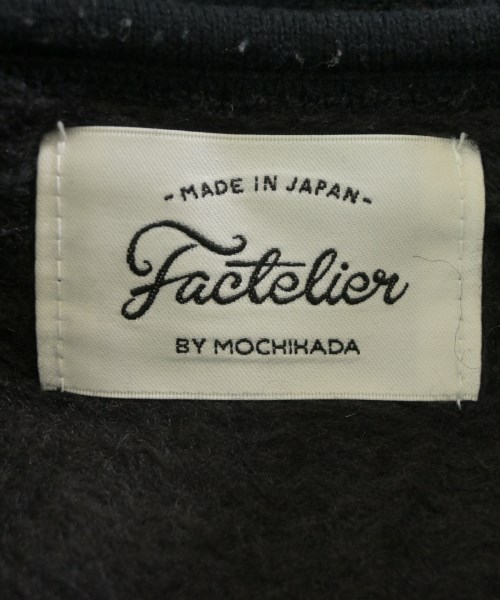 - MADE IN JAPAN -
Factelier
BY MOCHIHADA